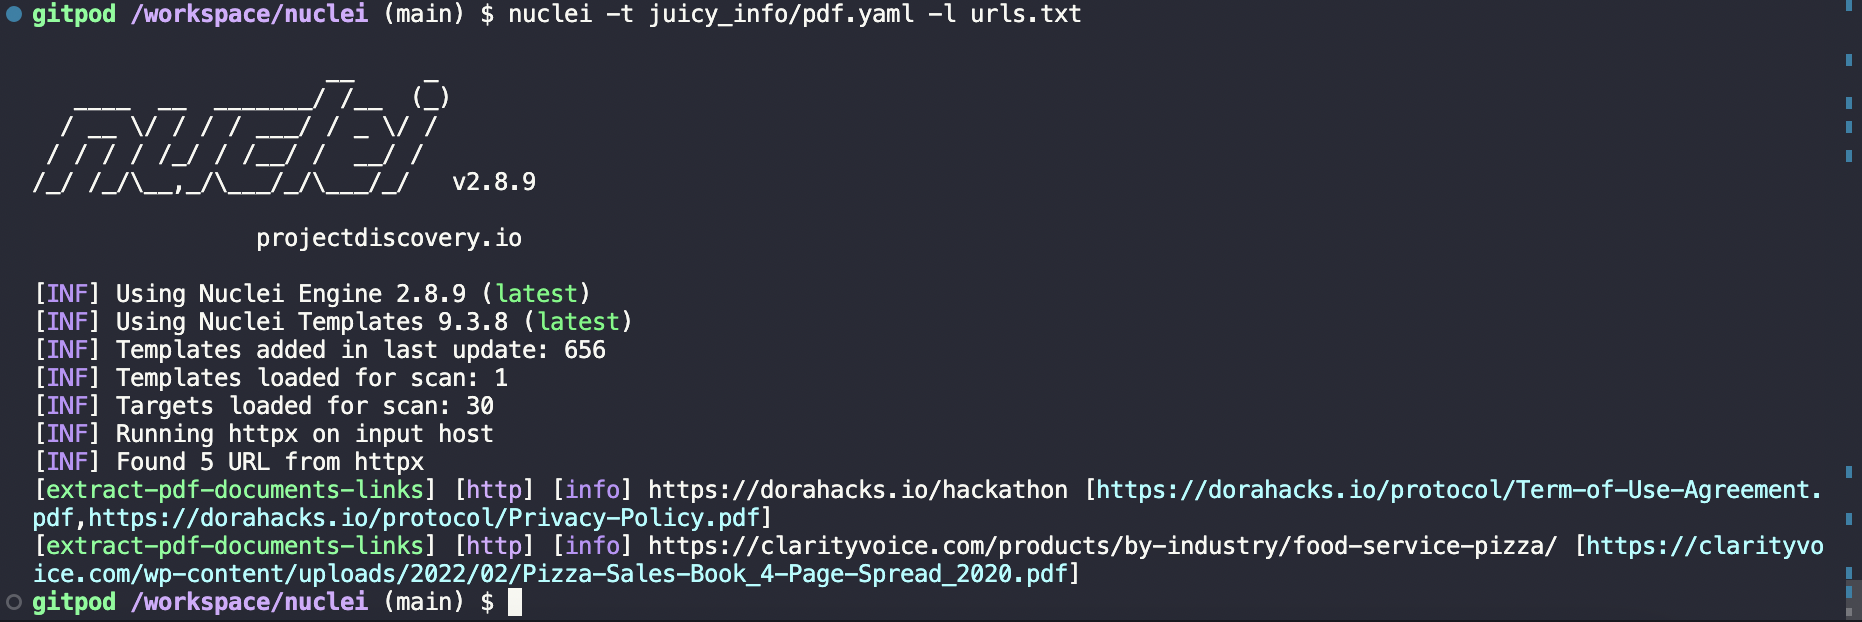 gitpod /workspace/nuclei (main) $ nuclei -t juicy_info/pdf.yaml -l urls.txt
                     __     _
   ____  __  _______/ /__  (_)
  / __ \/ / / / ___/ / _ \/ /
 / / / / /_/ / /__/ /  __/ /
/_/ /_/\__,_/\___/_/\___/_/   v2.8.9
projectdiscovery.io
[INF] Using Nuclei Engine 2.8.9 (latest)
[INF] Using Nuclei Templates 9.3.8 (latest)
[INF] Templates added in last update: 656
[INF] Templates loaded for scan: 1
[INF] Targets loaded for scan: 30
[INF] Running httpx on input host
[INF] Found 5 URL from httpx
[extract-pdf-documents-links] [http] [info] https://dorahacks.io/hackathon [https://dorahacks.io/protocol/Term-of-Use-Agreement.
pdf,https://dorahacks.io/protocol/Privacy-Policy.pdf]
[extract-pdf-documents-links] [http] [info] https://clarityvoice.com/products/by-industry/food-service-pizza/ [https://clarityvo
ice.com/wp-content/uploads/2022/02/Pizza-Sales-Book_4-Page-Spread_2020.pdf]
gitpod /workspace/nuclei (main) $